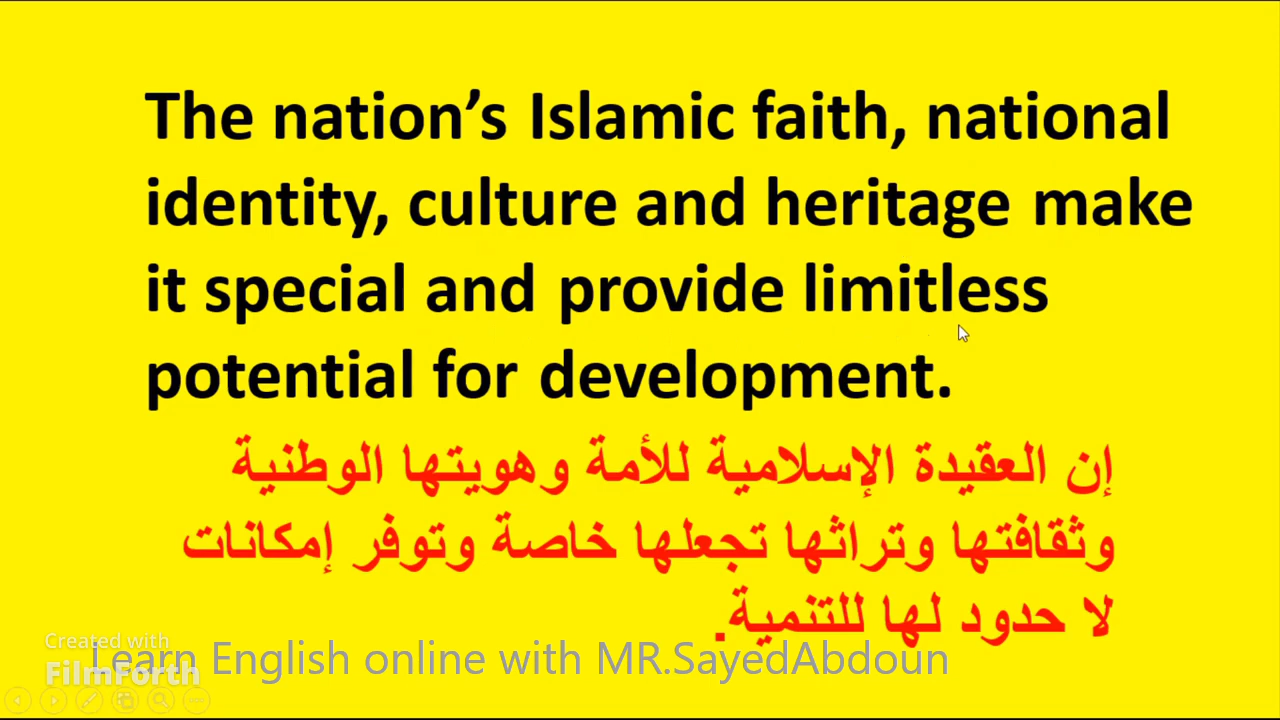 The nation’s Islamic faith, national
identity, culture and heritage make
it special and provide limitless
potential for development.
إن العقيدة الإسلامية للأمة وهويتها الوطنية
وثقافتها وتراثها تجعلها خاصة وتوفر إمكانات
لا حدود لها للتنمية.
Created with
FilmForth
Learn English online with MR.SayedAbdoun